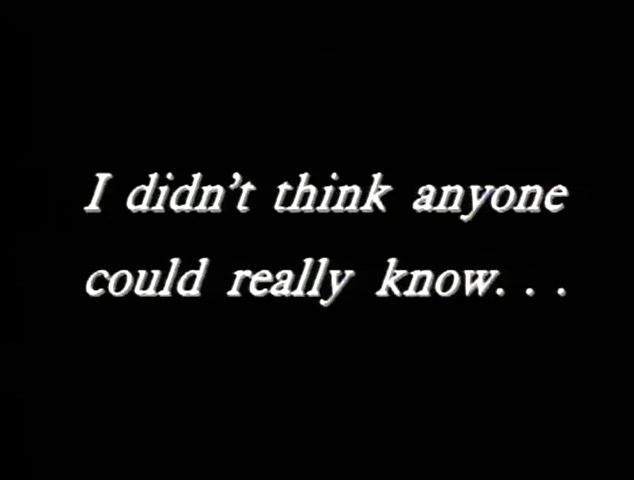 I didn't think anyone
could really know. . .